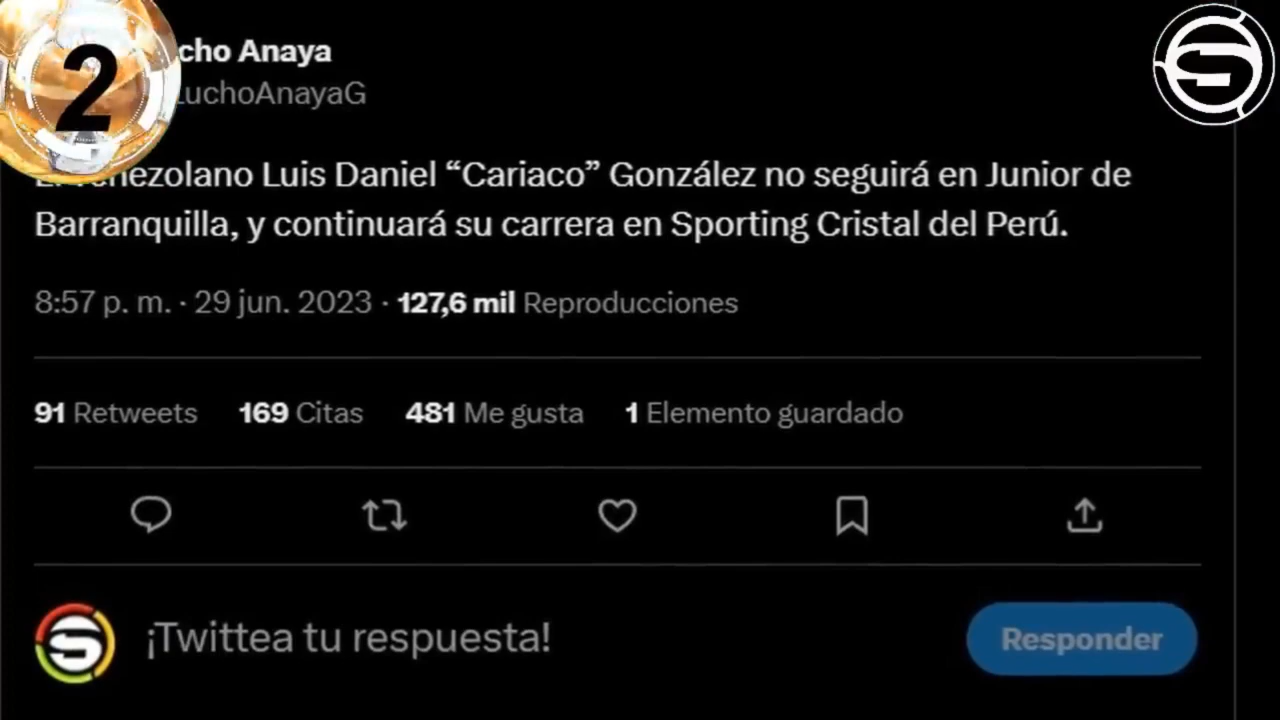 2
cho Anaya
uchoAnayaG
Luis Daniel “Cariaco” González no seguirá en Junior de
Barranquilla, y continuará su carrera en Sporting Cristal del Perú.
8:57 p. m. · 29 jun. 2023 · 127,6 mil Reproducciones
91 Retweets 169 Citas 481 Me gusta 1 Elemento guardado
¡Twittea tu respuesta!
Responder